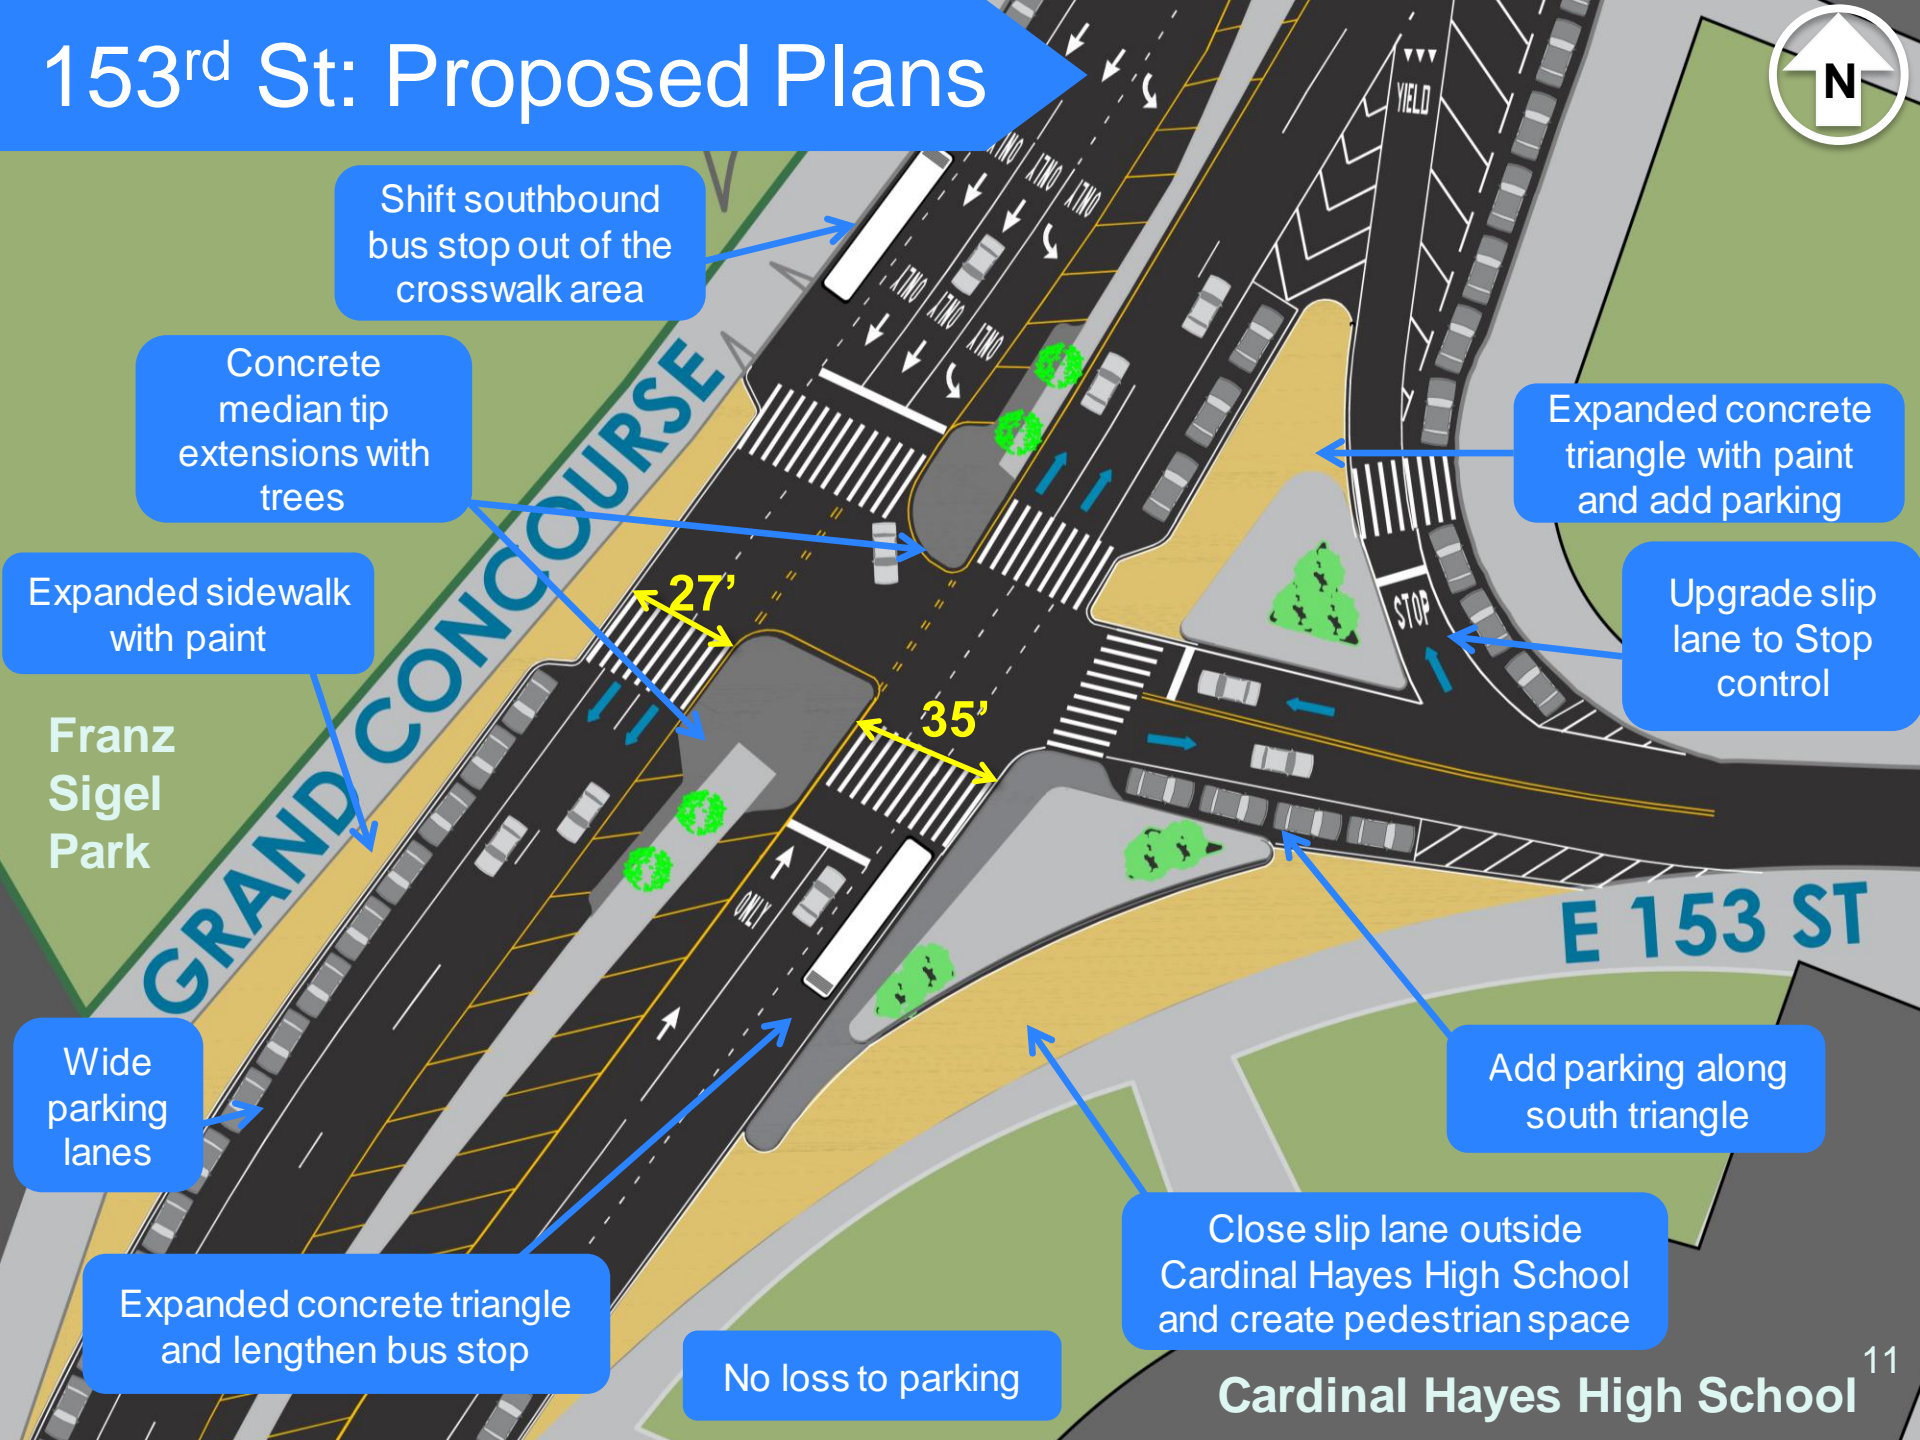 153rd St: Proposed Plans
N
YIELD
ONLY
ONLY
ONLY
Shift southbound
bus stop out of the
crosswalk area
ONLY
ONLY
ONLY
Concrete
median tip
extensions with
trees
Expanded concrete
triangle with paint
and add parking
Expanded sidewalk
with paint
27’
STOP
Upgrade slip
lane to Stop
control
GRAND CONCOURSE
35’
Franz
Sigel
Park
ONLY
E 153 ST
Wide
parking
lanes
Add parking along
south triangle
Expanded concrete triangle
and lengthen bus stop
Close slip lane outside
Cardinal Hayes High School
and create pedestrian space
No loss to parking
Cardinal Hayes High School
11